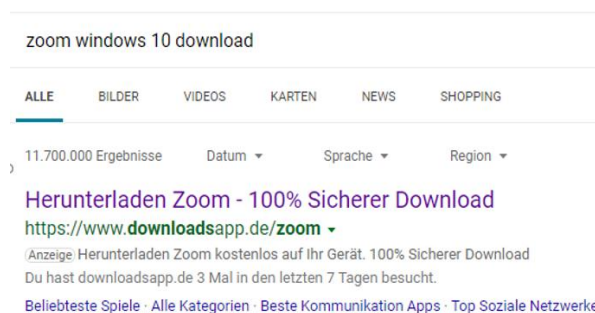 zoom windows 10 download
ALLE BILDER VIDEOS KARTEN NEWS SHOPPING
11.700.000 Ergebnisse Datum Sprache Region
Herunterladen Zoom - 100% Sicherer Download
https://www.downloadsapp.de/zoom
Anzeige Herunterladen Zoom kostenlos auf Ihr Gerät. 100% Sicherer Download
Du hast downloadsapp.de 3 Mal in den letzten 7 Tagen besucht.
Beliebteste Spiele · Alle Kategorien · Beste Kommunikation Apps · Top Soziale Netzwerke